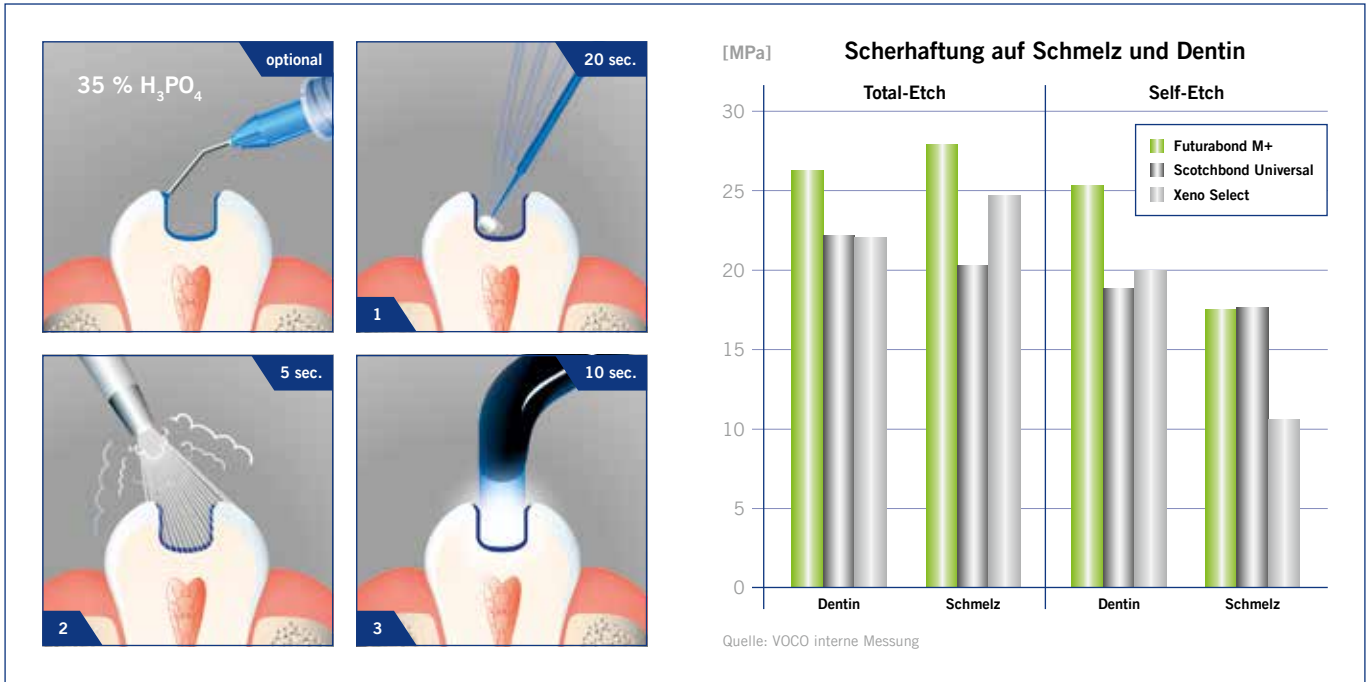 optional
35 % H₃PO₄
20 sec.
1
5 sec.
2
10 sec.
3
[MPa]
Scherhaftung auf Schmelz und Dentin
Total-Etch
Self-Etch
30
25
20
15
10
5
0
Futurabond M+
Scotchbond Universal
Xeno Select
Dentin
Schmelz
Dentin
Schmelz
Quelle: VOCO interne Messung